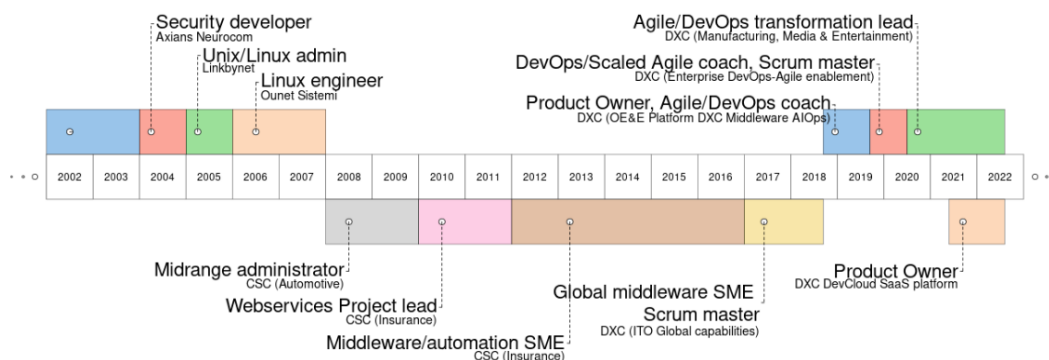 Security developer
Axians Neurocom
Unix/Linux admin
Linkbynet
Linux engineer
Ounet Sistemi
Agile/DevOps transformation lead
DXC (Manufacturing, Media & Entertainment)
DevOps/Scaled Agile coach, Scrum master
DXC (Enterprise DevOps-Agile enablement)
Product Owner, Agile/DevOps coach
DXC (OE&E Platform DXC Middleware AIOps)
2002 2003 2004 2005 2006 2007 2008 2009 2010 2011 2012 2013 2014 2015 2016 2017 2018 2019 2020 2021 2022
Midrange administrator
CSC (Automotive)
Webservices Project lead
CSC (Insurance)
Middleware/automation SME
CSC (Insurance)
Global middleware SME
Scrum master
DXC (ITO Global capabilities)
Product Owner
DXC DevCloud SaaS platform